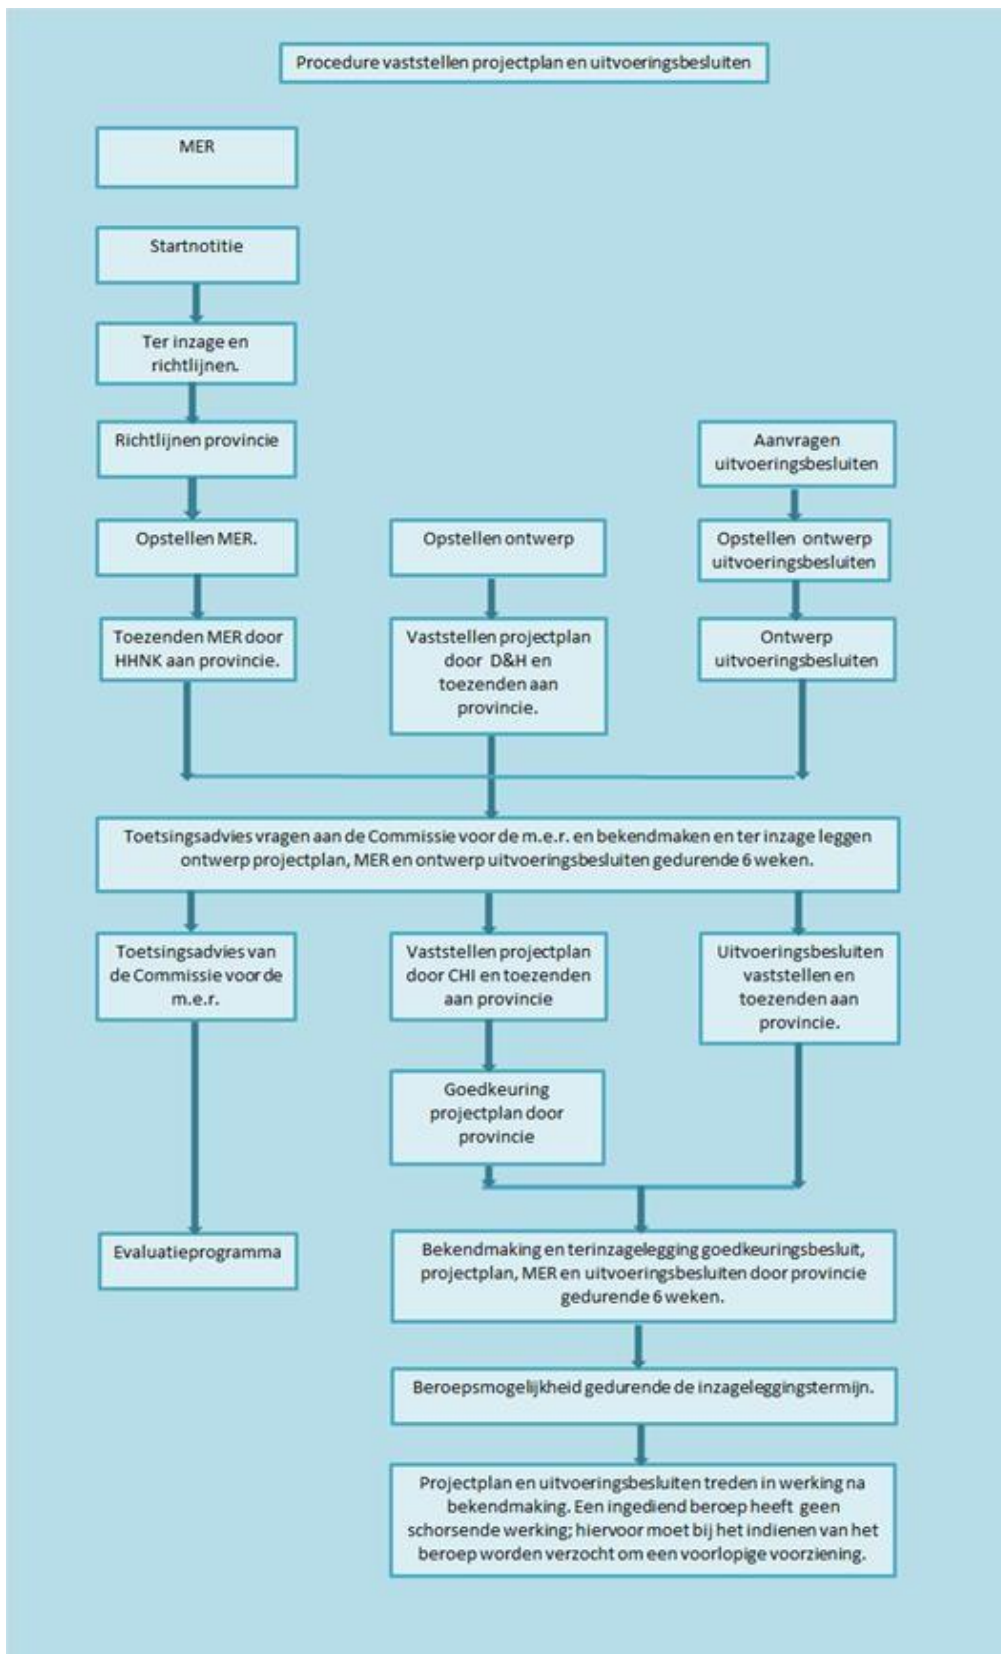 Procedure vaststellen projectplan en uitvoeringsbesluiten
MER
Startnotitie
Ter inzage en
richtlijnen.
Richtlijnen provincie
Aanvragen
uitvoeringsbesluiten
Opstellen MER.
Opstellen ontwerp
Opstellen ontwerp
uitvoeringsbesluiten
Toezenden MER door
HHNK aan provincie.
Vaststellen projectplan
door D&H en
toezenden aan
provincie.
Ontwerp
uitvoeringsbesluiten
Toetsingsadvies vragen aan de Commissie voor de m.e.r. en bekendmaken en ter inzage leggen
ontwerp projectplan, MER en ontwerp uitvoeringsbesluiten gedurende 6 weken.
Toetsingsadvies van
de Commissie voor de
m.e.r.
Vaststellen projectplan
door CHI en toezenden
aan provincie
Uitvoeringsbesluiten
vaststellen en
toezenden aan
provincie.
Goedkeuring
projectplan door
provincie
Evaluatieprogramma
Bekendmaking en terinzagelegging goedkeuringsbesluit,
projectplan, MER en uitvoeringsbesluiten door provincie
gedurende 6 weken.
Beroepsmogelijkheid gedurende de inzageleggingstermijn.
Projectplan en uitvoeringsbesluiten treden in werking na
bekendmaking. Een ingediend beroep heeft geen
schorsende werking; hiervoor moet bij het indienen van het
beroep worden verzocht om een voorlopige voorziening.